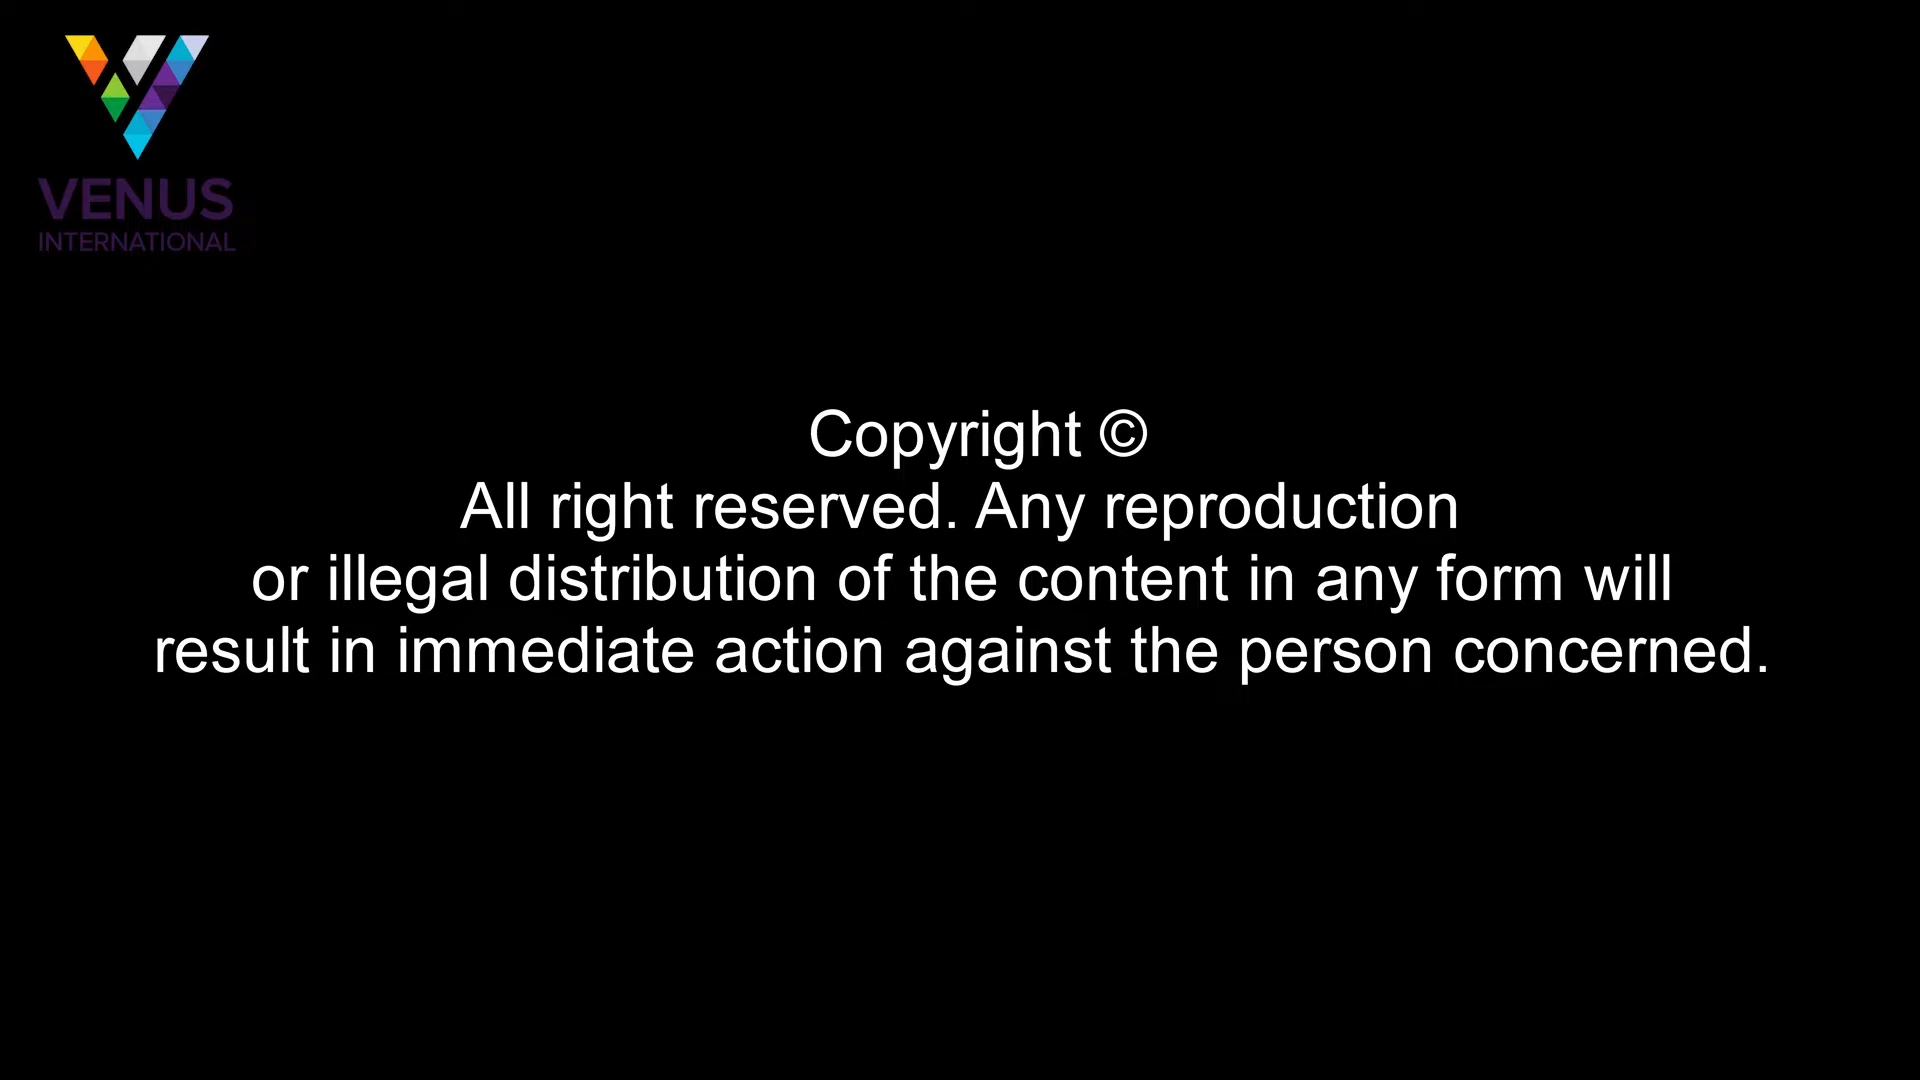 VENUS
INTERNATIONAL
Copyright ©
All right reserved. Any reproduction
or illegal distribution of the content in any form will
result in immediate action against the person concerned.